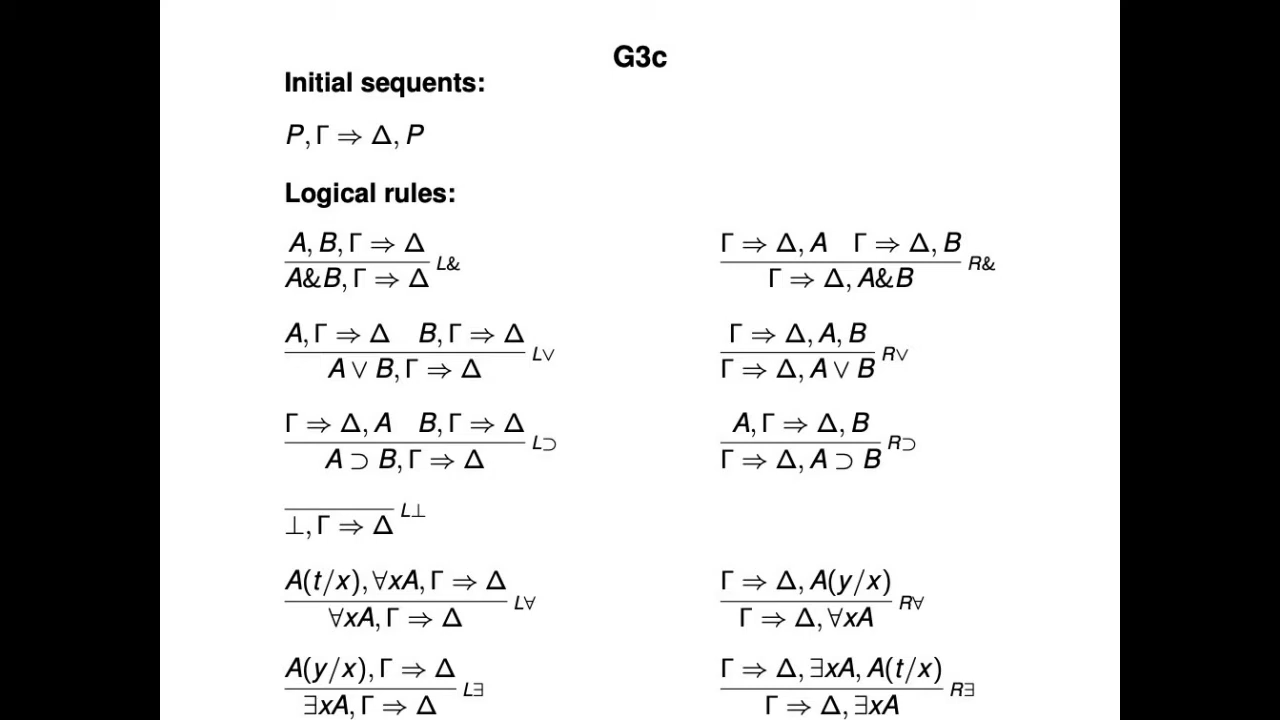 G3c
Initial sequents:
P, Γ ⇒ Δ, P
Logical rules:
A, B, Γ ⇒ Δ
A&B, Γ ⇒ Δ L&
Γ ⇒ Δ, A Γ ⇒ Δ, B
Γ ⇒ Δ, A&B R&
A, Γ ⇒ Δ B, Γ ⇒ Δ
A ∨ B, Γ ⇒ Δ L∨
Γ ⇒ Δ, A, B
Γ ⇒ Δ, A ∨ B R∨
Γ ⇒ Δ, A B, Γ ⇒ Δ
A ⊃ B, Γ ⇒ Δ L⊃
A, Γ ⇒ Δ, B
Γ ⇒ Δ, A ⊃ B R⊃
⊥, Γ ⇒ Δ L⊥
A(t/x), ∀xA, Γ ⇒ Δ
∀xA, Γ ⇒ Δ L∀
Γ ⇒ Δ, A(y/x)
Γ ⇒ Δ, ∀xA R∀
A(y/x), Γ ⇒ Δ
∃xA, Γ ⇒ Δ L∃
Γ ⇒ Δ, ∃xA, A(t/x)
Γ ⇒ Δ, ∃xA R∃